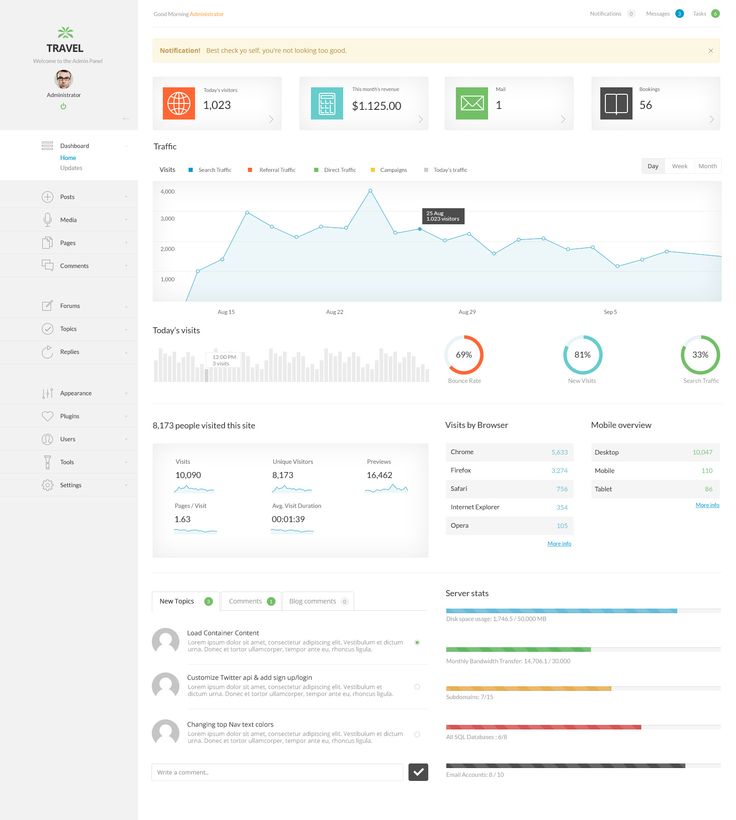 Good Morning Administrator
Notifications 0 Messages 3 Tasks 6
TRAVEL
Welcome to the Admin Panel
Administrator
Dashboard
Home
Updates
Posts
Media
Pages
Comments
Forums
Topics
Replies
Appearance
Plugins
Users
Tools
Settings
Notification! Best check yo self, you're not looking too good.
Today's visitors
1,023
This month's revenue
$1.125.00
Mail
1
Bookings
56
Traffic
Visits Search Traffic Referral Traffic Direct Traffic Campaigns Today's traffic
Day Week Month
4,000
3,000
2,000
1,000
25 Aug
1.023 visitors
Aug 15 Aug 22 Aug 29 Sep 5
Today's visits
12:00 PM
3 visits
69%
Bounce Rate
81%
New Visits
33%
Search Traffic
8,173 people visited this site
Visits
10,090
Unique Visitors
8,173
Previews
16,462
Pages / Visit
1.63
Avg. Visit Duration
00:01:39
Visits by Browser
Chrome 5,633
Firefox 3,274
Safari 756
Internet Explorer 354
Opera 105
More info
Mobile overview
Desktop 10,047
Mobile 110
Tablet 86
More info
New Topics 3 Comments 1 Blog comments 0
Load Container Content
Lorem ipsum dolor sit amet, consectetur adipiscing elit. Vestibulum et dictum
urna. Donec et tortor ullamcorper, tempor ante eu, rhoncus ligula.
Customize Twitter api & add sign up/login
Lorem ipsum dolor sit amet, consectetur adipiscing elit. Vestibulum et
dictum urna. Donec et tortor ullamcorper, tempor ante eu, rhoncus ligula.
Changing top Nav text colors
Lorem ipsum dolor sit amet, consectetur adipiscing elit. Vestibulum et dictum
urna. Donec et tortor ullamcorper, tempor ante eu, rhoncus ligula.
Write a comment..
Server stats
Disk space usage: 1,746.5 / 50,000 MB
Monthly Bandwidth Transfer: 14,706.1 / 30.000
Subdomains: 7/15
All SQL Databases : 6/8
Email Accounts: 8 / 10